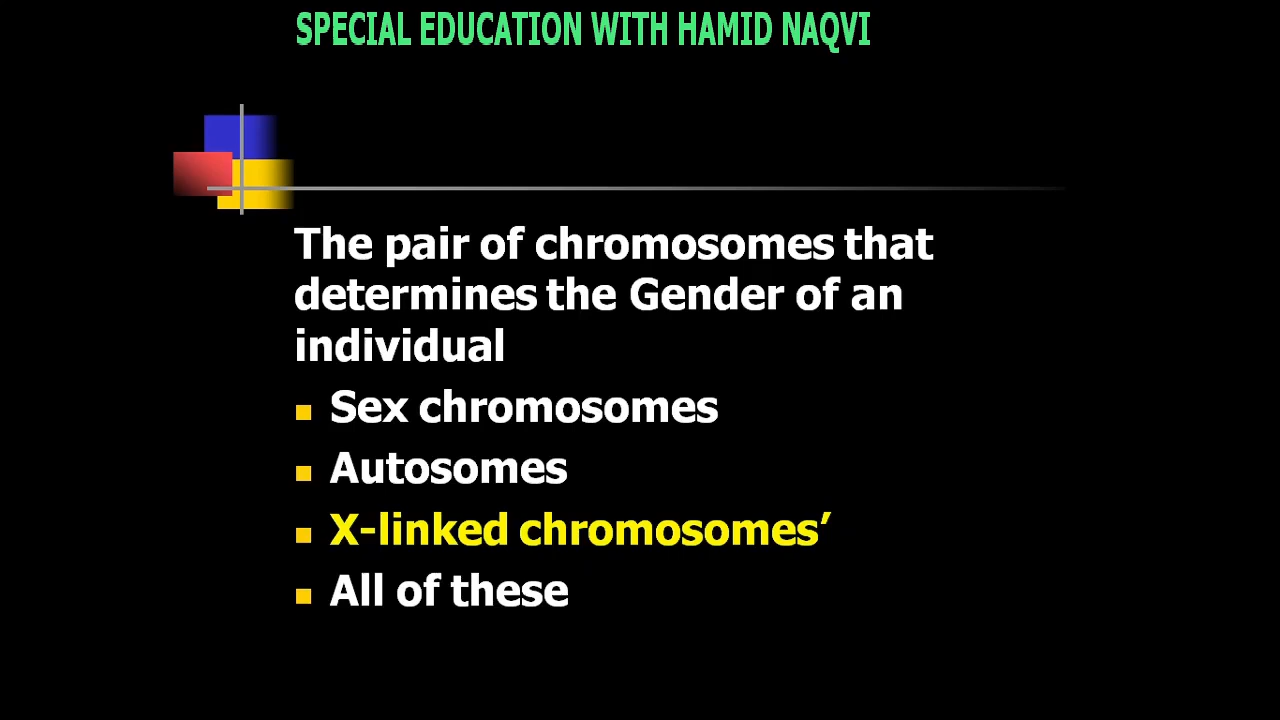 SPECIAL EDUCATION WITH HAMID NAQVI
The pair of chromosomes that
determines the Gender of an
individual
Sex chromosomes
Autosomes
X-linked chromosomes’
All of these